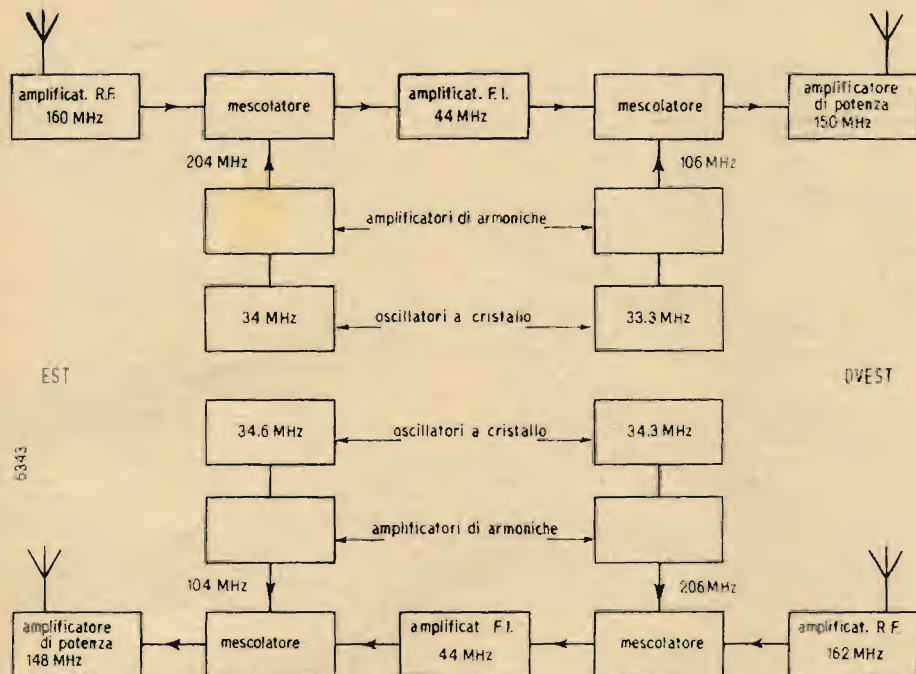 amplificat. R.F.
160 MHz
mescolatore
amplificat. F.I.
44 MHz
mescolatore
amplificatore
di potenza
150 MHz
204 MHz
106 MHz
amplificatori di armoniche
34 MHz
oscillatori a cristallo
33.3 MHz
EST
OVEST
34.6 MHz
oscillatori a cristallo
34.3 MHz
6343
amplificatori di armoniche
104 MHz
206 MHz
amplificatore
di potenza
148 MHz
mescolatore
amplificat F.I.
44 MHz
mescolatore
amplificat. R F.
162 MHz